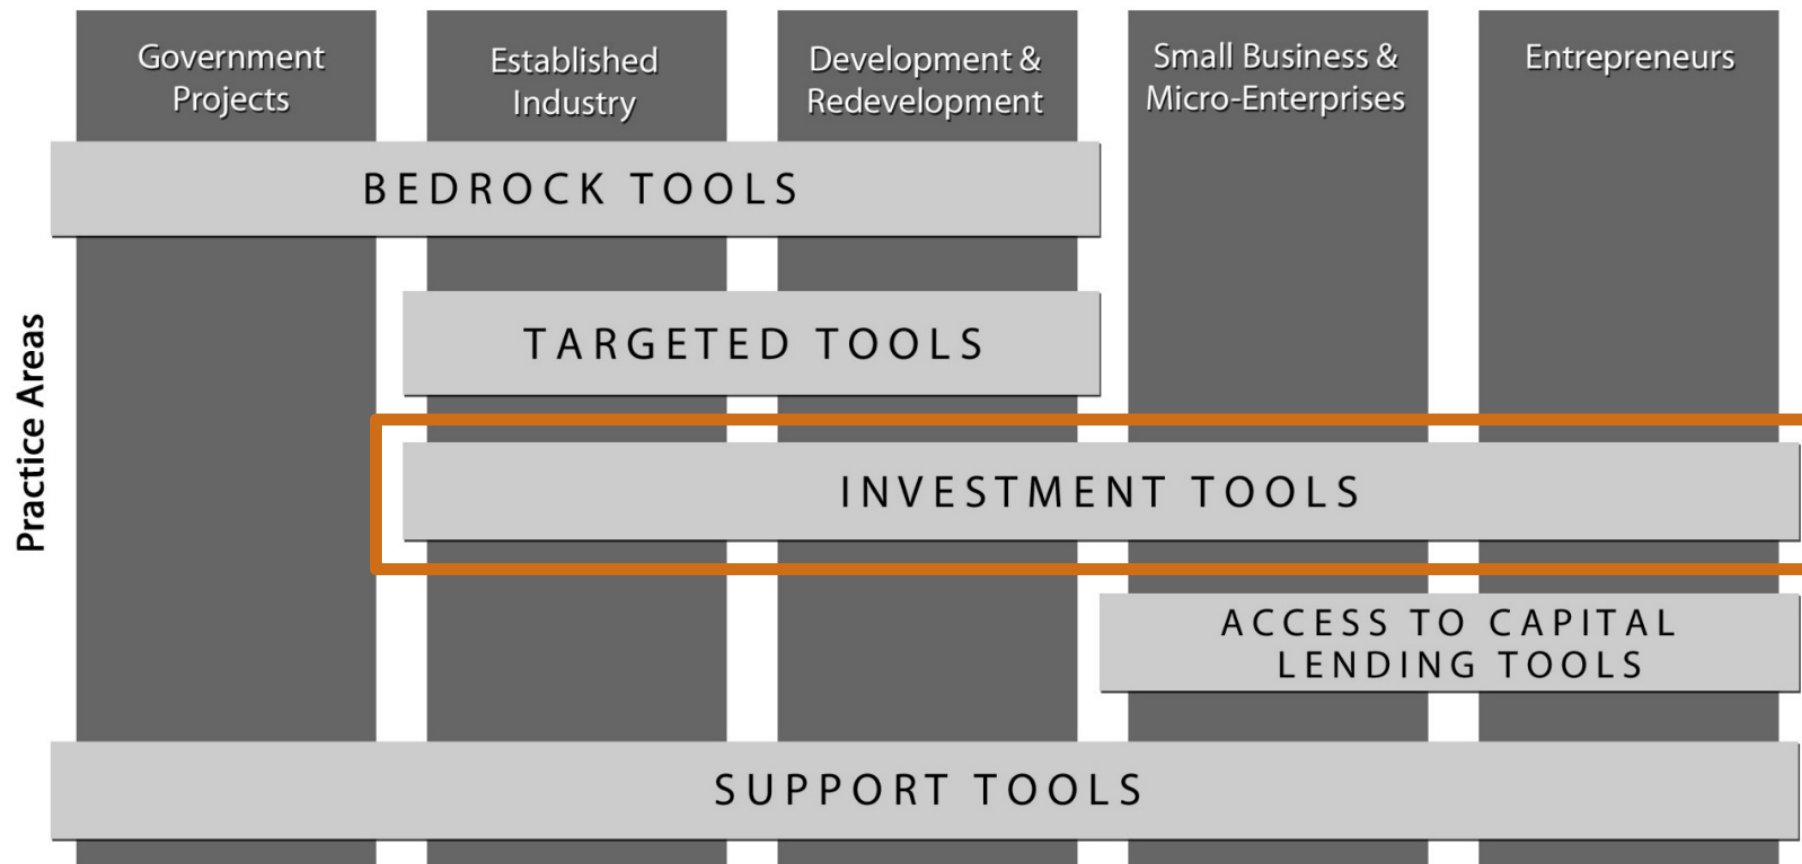 Government
Projects
Established
Industry
Development &
Redevelopment
Small Business &
Micro-Enterprises
Entrepreneurs
BEDROCK TOOLS
TARGETED TOOLS
Practice Areas
INVESTMENT TOOLS
ACCESS TO CAPITAL
LENDING TOOLS
SUPPORT TOOLS